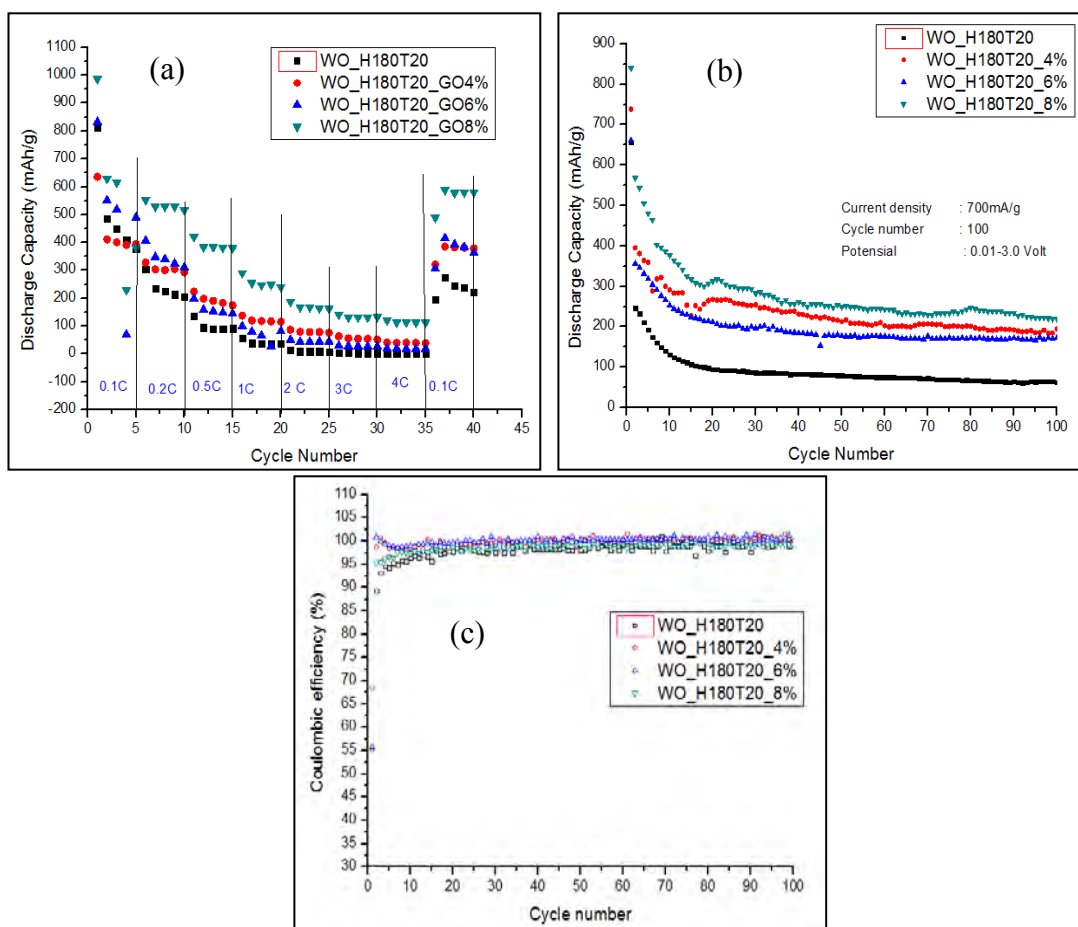 (a)
WO_H180T20
WO_H180T20_GO4%
WO_H180T20_GO6%
WO_H180T20_GO8%
Discharge Capacity (mAh/g)
1100
1000
900
800
700
600
500
400
300
200
100
0
-100
-200
0.1C
0.2C
0.5C
1C
2 C
3C
4C
0.1C
0 5 10 15 20 25 30 35 40 45
Cycle Number
(b)
WO_H180T20
WO_H180T20_4%
WO_H180T20_6%
WO_H180T20_8%
Current density : 700mA/g
Cycle number : 100
Potensial : 0.01-3.0 Volt
Discharge Capacity (mAh/g)
900
800
700
600
500
400
300
200
100
0
0 10 20 30 40 50 60 70 80 90 100
Cycle Number
(c)
WO_H180T20
WO_H180T20_4%
WO_H180T20_6%
WO_H180T20_8%
Coulombic efficiency (%)
110
105
100
95
90
85
80
75
70
65
60
55
50
45
40
35
30
0 10 20 30 40 50 60 70 80 90 100
Cycle number